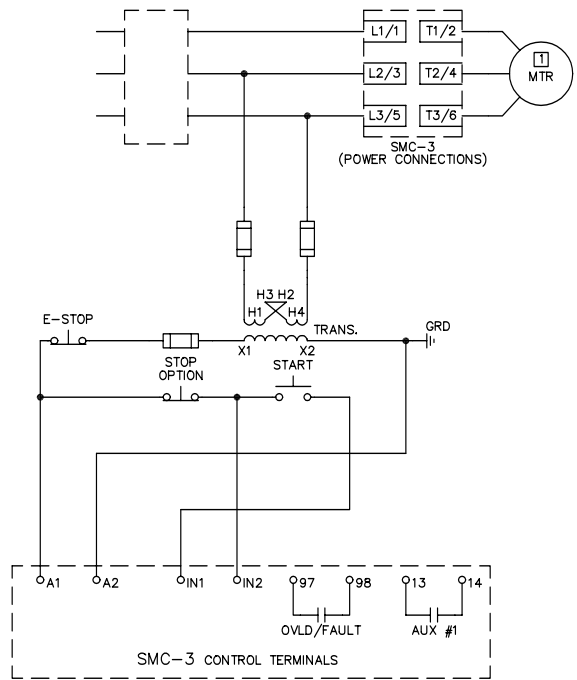 L1/1 T1/2
1
L2/3 T2/4 MTR
L3/5 T3/6
SMC-3
(POWER CONNECTIONS)
H3 H2
H1 H4
E-STOP TRANS. GRD
X1 X2
STOP
OPTION
START
A1 A2 IN1 IN2 97 98 13 14
OVLD/FAULT AUX #1
SMC-3 CONTROL TERMINALS